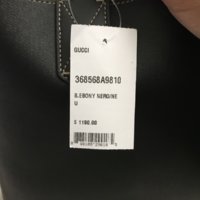 GUCCI
368568A9810
B.EBONY NERO/NE
U
$ 1190.00